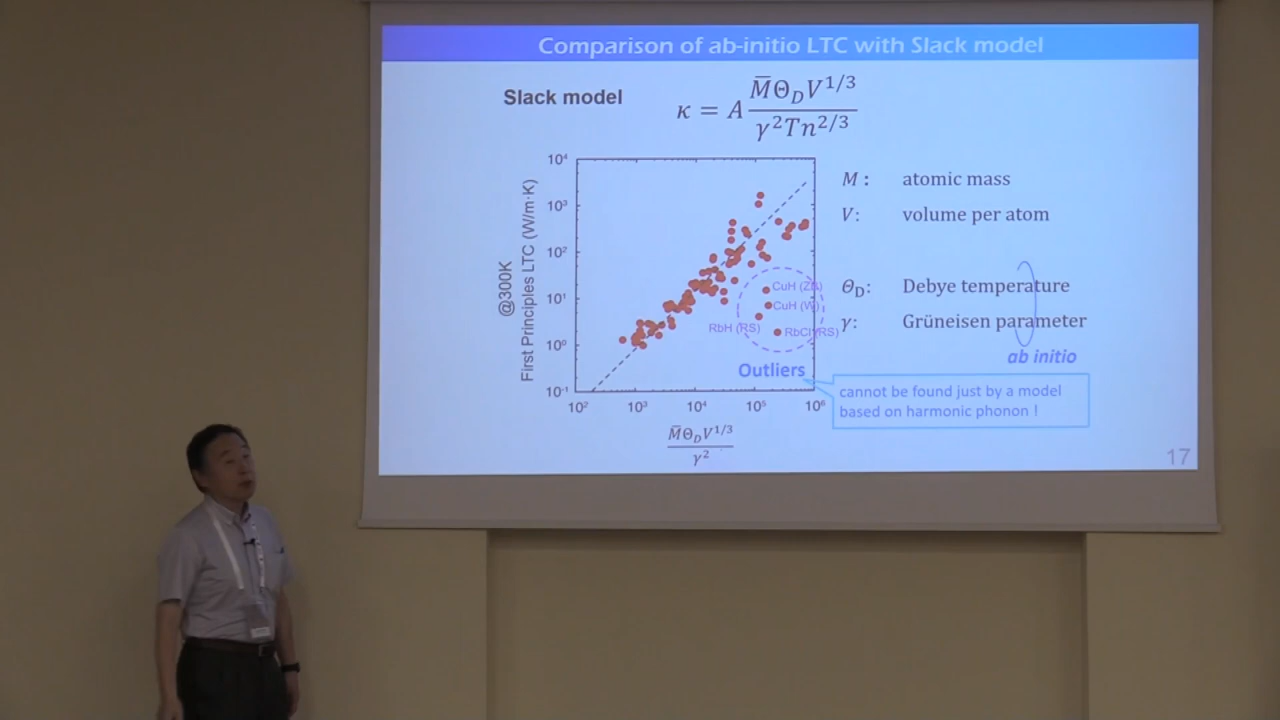 Comparison of ab-initio LTC with Slack model
Slack model
κ = A M̅Θ_D V^{1/3} / γ²Tn^{2/3}
10⁴
10³
10²
10¹
10⁰
10⁻¹
@300K
First Principles LTC (W/m·K)
CuH (ZB)
CuH (W)
RbH (RS)
RbCl (RS)
Outliers
10²
10³
10⁴
10⁵
10⁶
M̅Θ_D V^{1/3} / γ²
M: atomic mass
V: volume per atom
Θ_D: Debye temperature
γ: Grüneisen parameter
ab initio
cannot be found just by a model
based on harmonic phonon !
17